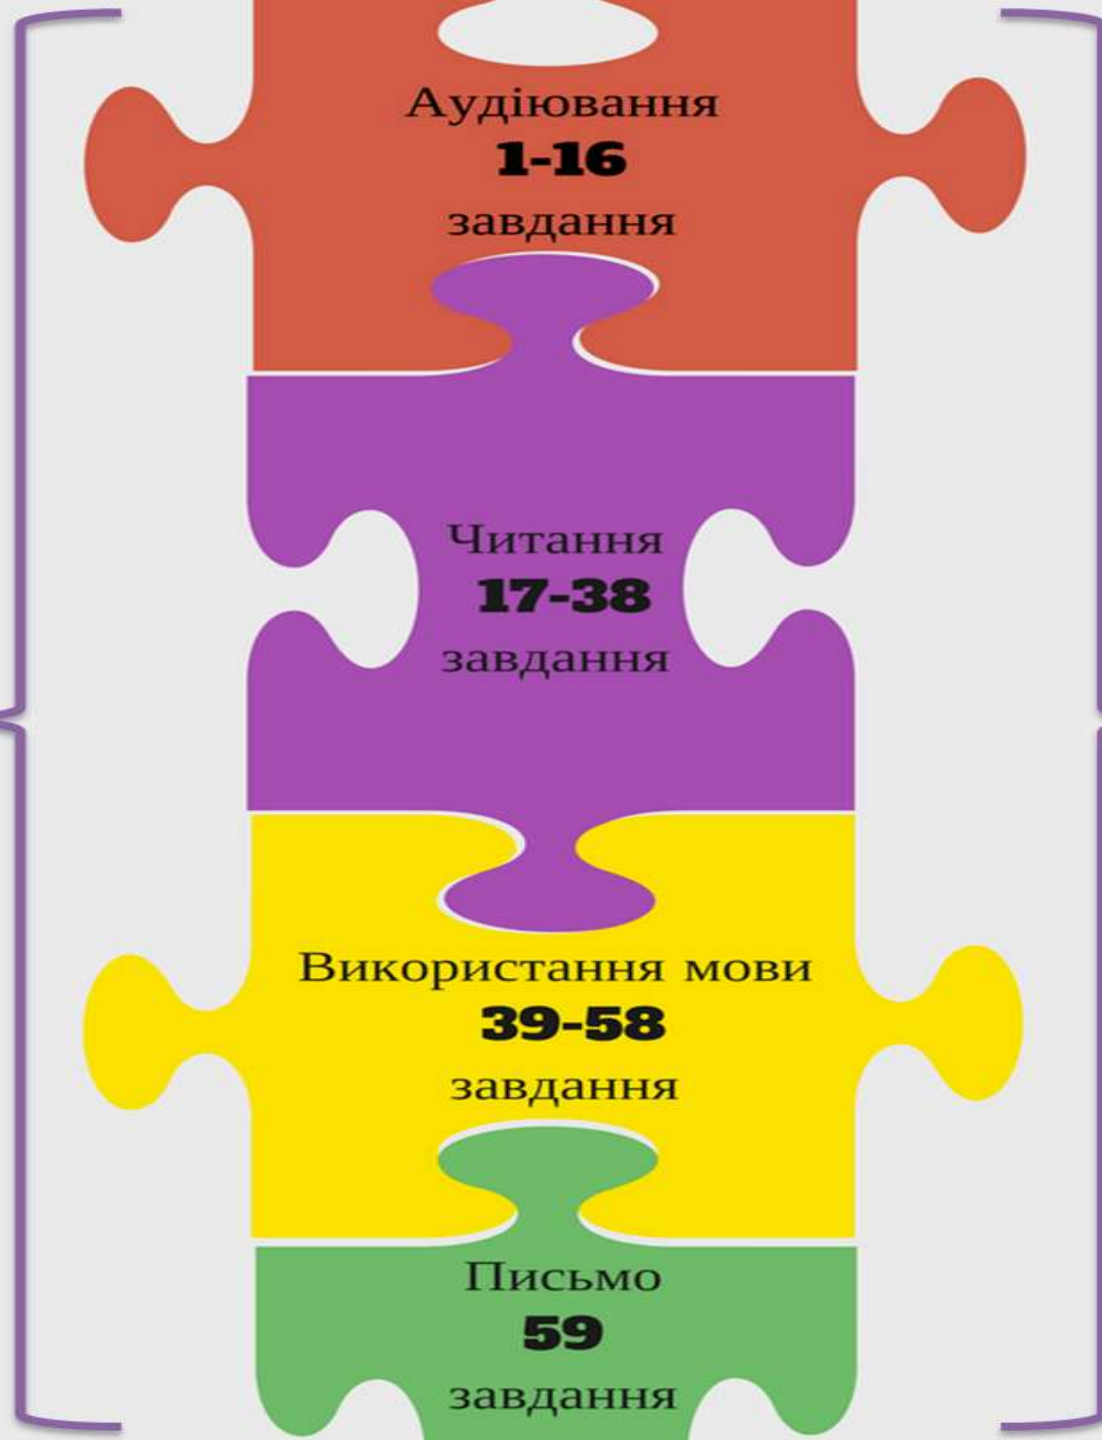 Аудіювання
1-16
завдання
Читання
17-38
завдання
Використання мови
39-58
завдання
Письмо
59
завдання